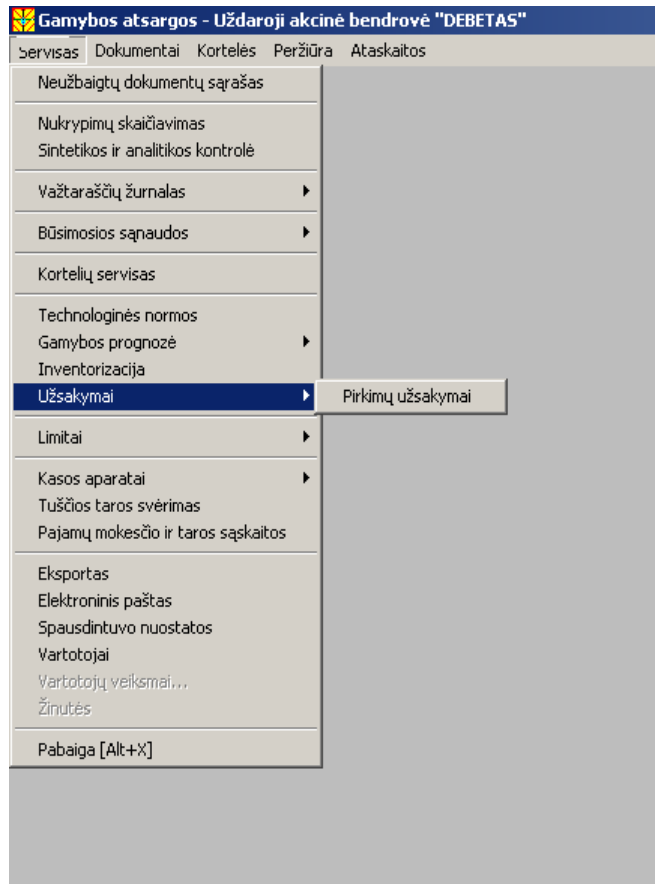 Gamybos atsargos - Uždaroji akcinė bendrovė "DEBETAS"
Servisas Dokumentai Kortelės Peržiūra Ataskaitos
Neužbaigtų dokumentų sąrašas
Nukrypimų skaičiavimas
Sintetikos ir analitikos kontrolė
Važtaraščių žurnalas
Būsimosios sąnaudos
Kortelių servisas
Technologinės normos
Gamybos prognozė
Inventorizacija
Užsakymai
Pirkimų užsakymai
Limitai
Kasos aparatai
Tuščios taros svėrimas
Pajamų mokesčio ir taros sąskaitos
Eksportas
Elektroninis paštas
Spausdintuvo nuostatos
Vartotojai
Vartotojų veiksmai...
Žinutės
Pabaiga [Alt+X]